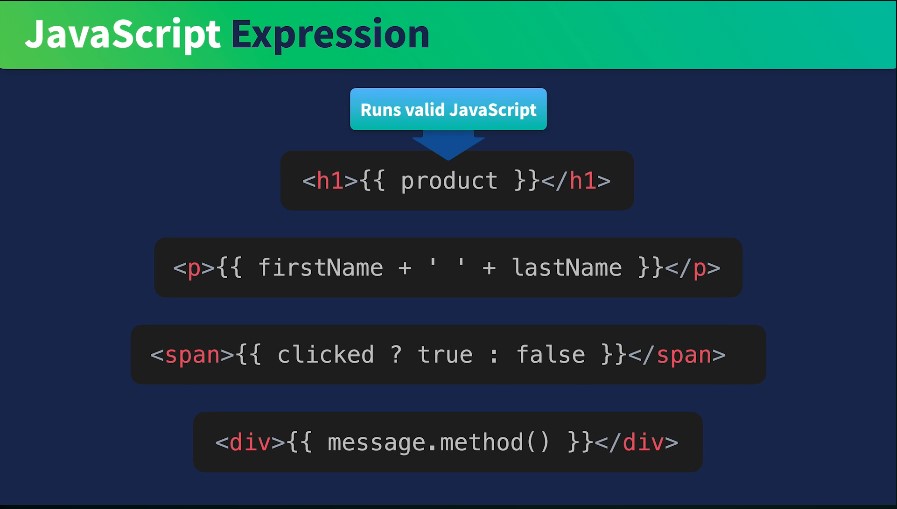 JavaScript Expression
Runs valid JavaScript
<h1>{{ product }}</h1>
<p>{{ firstName + ' ' + lastName }}</p>
<span>{{ clicked ? true : false }}</span>
<div>{{ message.method() }}</div>